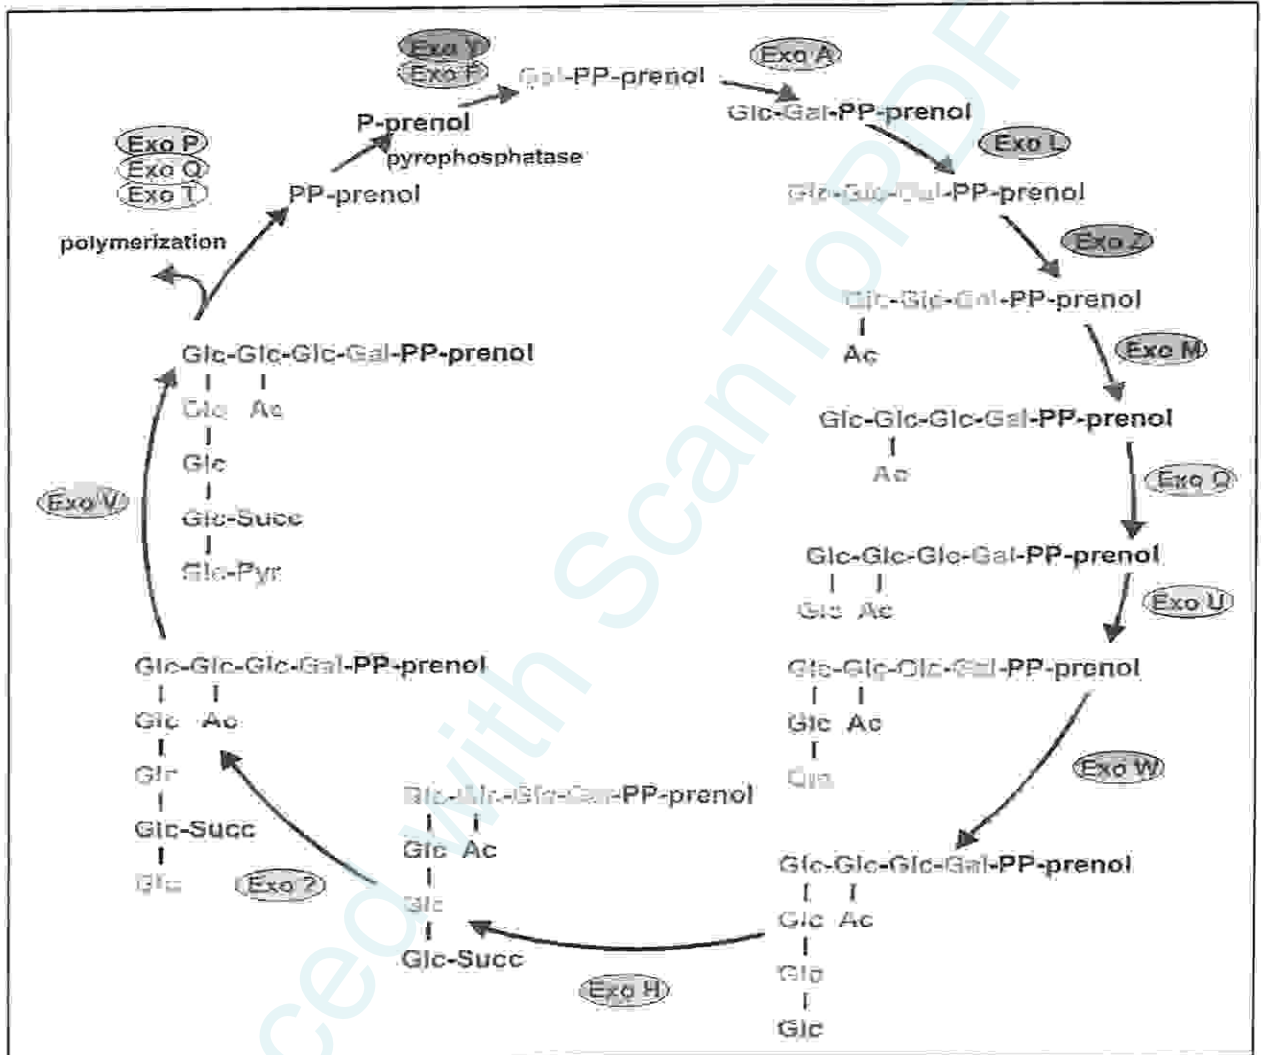 Exo Y
Exo F
Gal-PP-prenol
Exo A
Glc-Gal-PP-prenol
P-prenol
pyrophosphatase
Exo P
Exo Q
Exo T
PP-prenol
Exo L
Glc-Glc-Gal-PP-prenol
polymerization
Exo Z
Glc-Glc-Gal-PP-prenol
Ac
Exo M
Glc-Glc-Glc-Gal-PP-prenol
Glc Ac
Glc
Glc-Succ
Glc-Pyr
Exo V
Glc-Glc-Glc-Gal-PP-prenol
Ac
Exo O
Glc-Glc-Glc-Gal-PP-prenol
Glc Ac
Exo U
Glc-Glc-Glc-Gal-PP-prenol
Glc Ac
Glc
Exo W
Glc-Glc-Glc-Gal-PP-prenol
Glc Ac
Glc
Glc
Exo H
Glc-Glc-Glc-Gal-PP-prenol
Glc Ac
Glc
Glc-Succ
Exo ?
Glc-Glc-Glc-Gal-PP-prenol
Glc Ac
Glc
Glc-Succ
Glc
ced with ScanToPDF